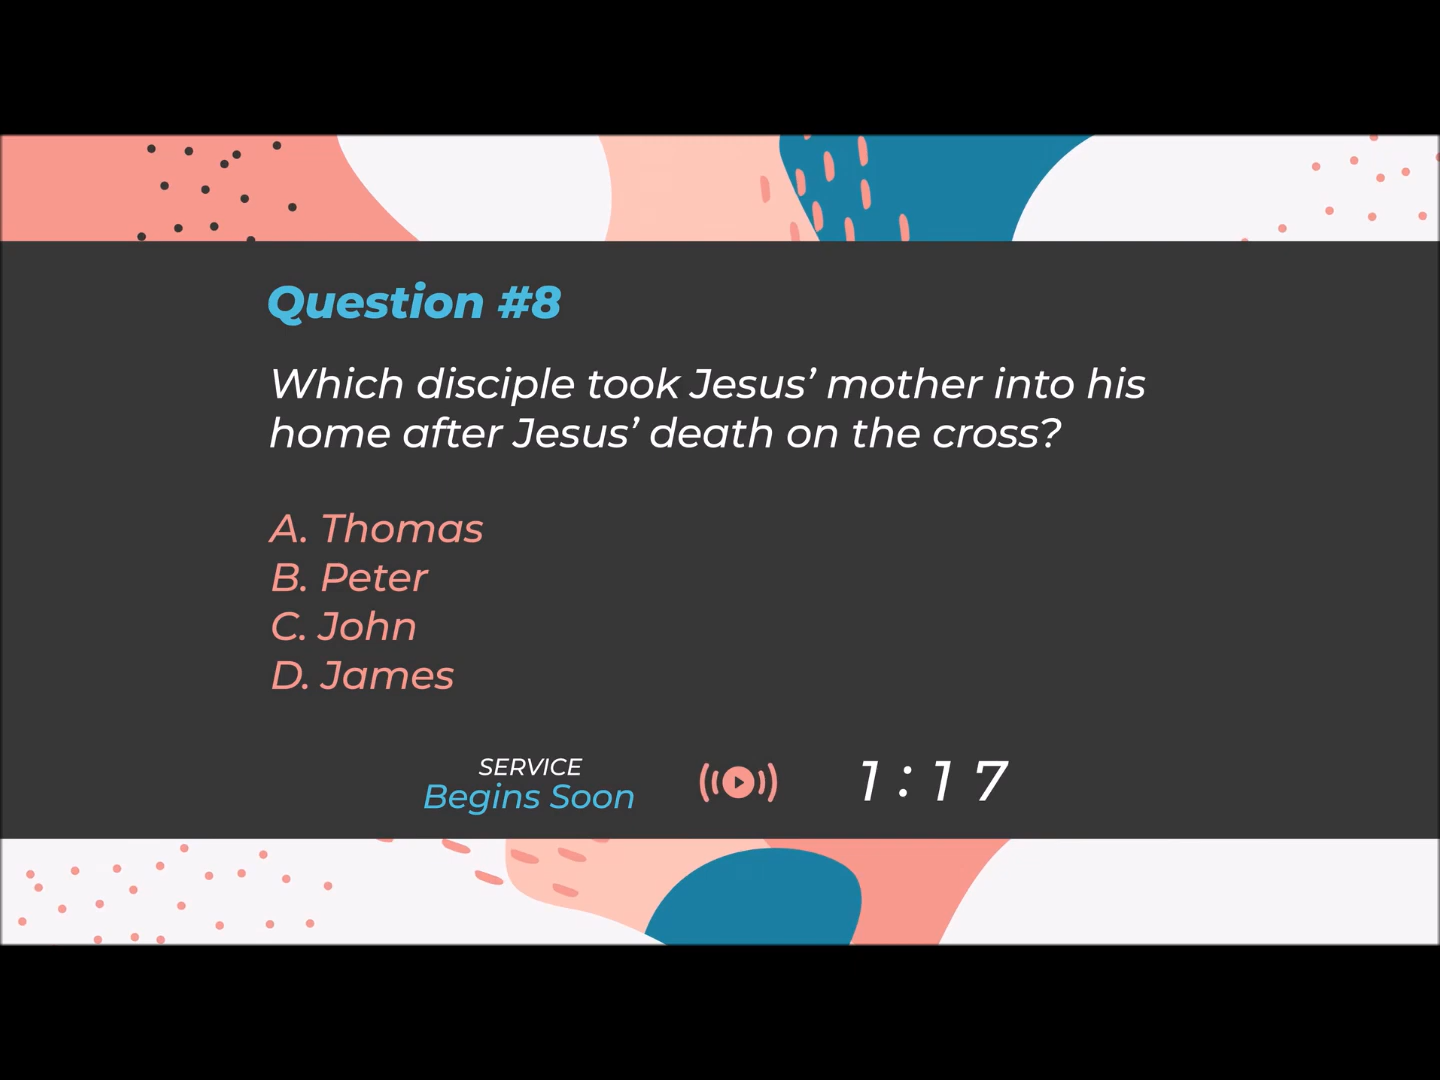 Question #8
Which disciple took Jesus’ mother into his
home after Jesus’ death on the cross?
A. Thomas
B. Peter
C. John
D. James
SERVICE
Begins Soon
1:17